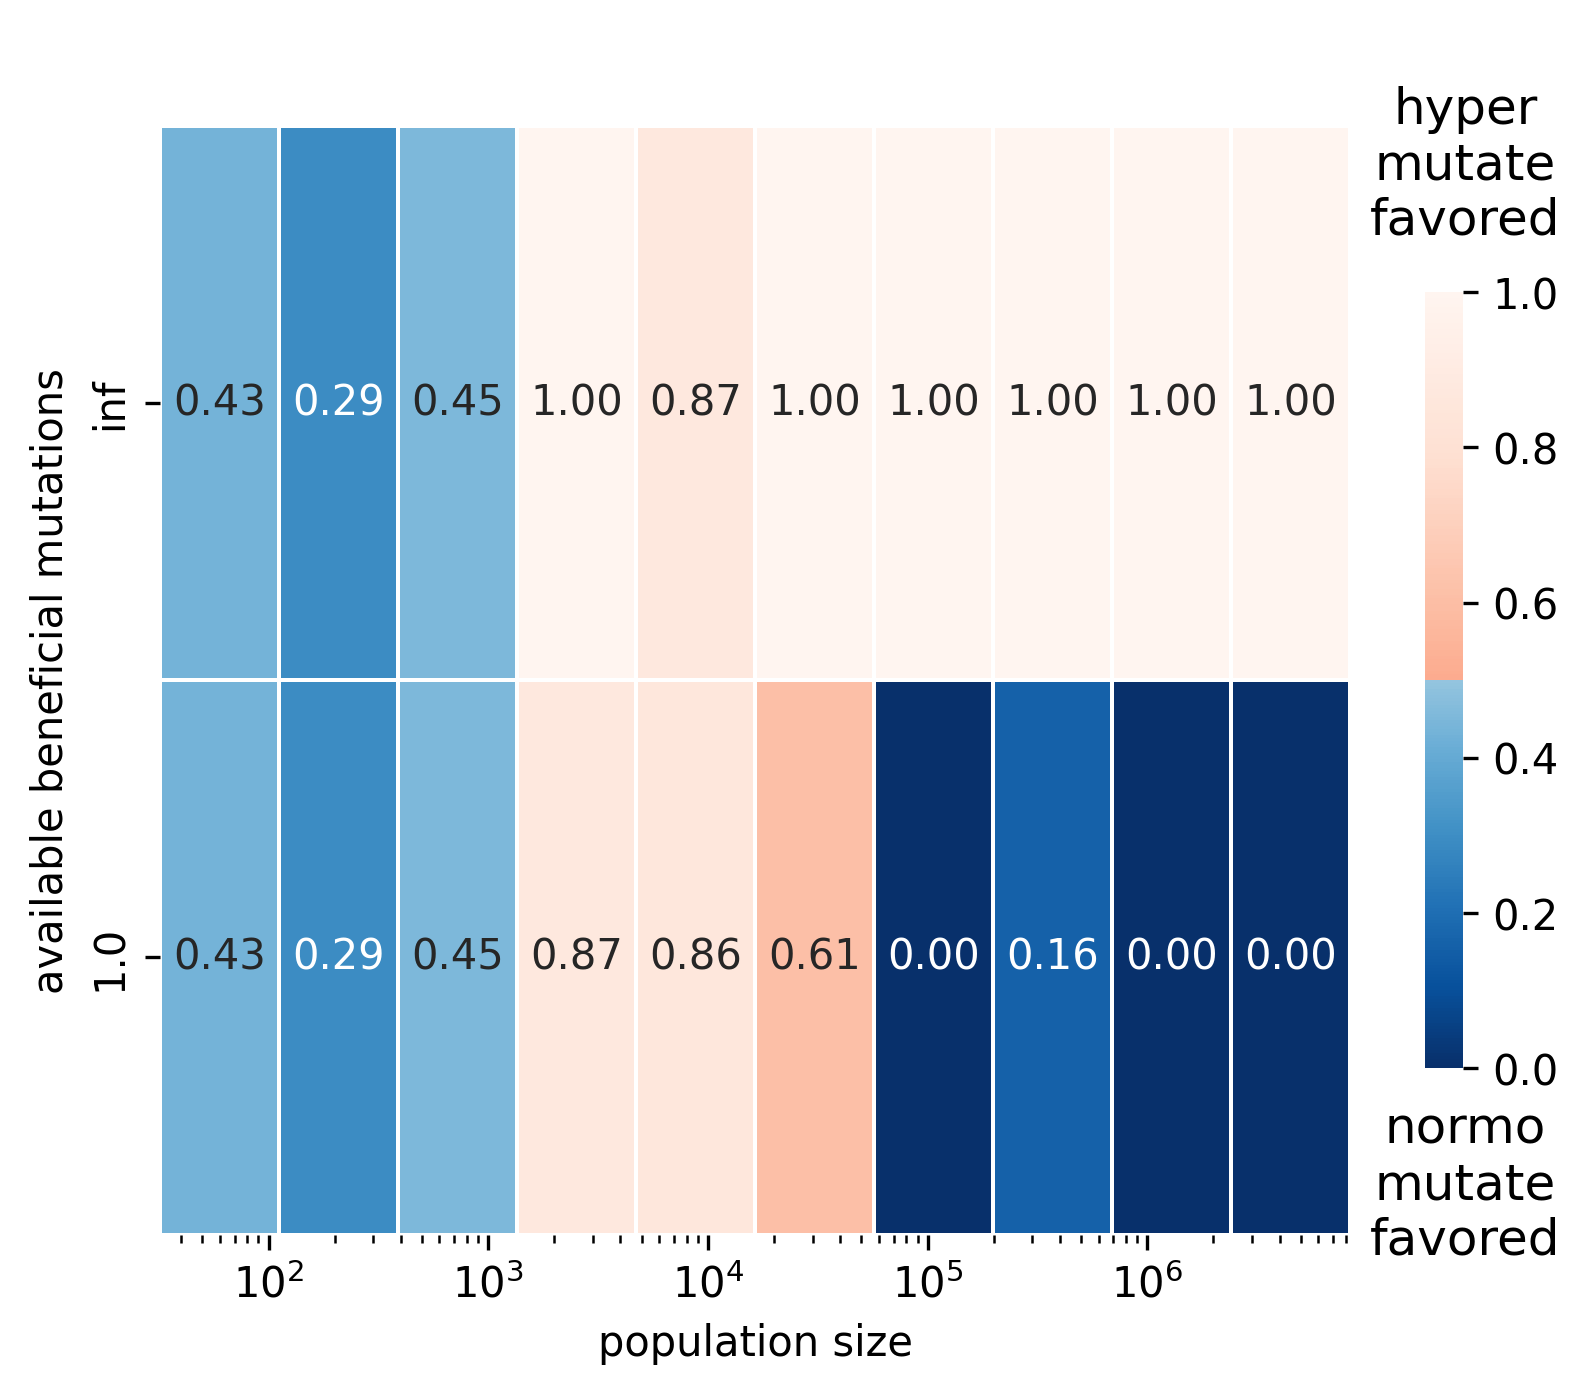 hyper
mutate
favored
available beneficial mutations
inf
0.43 0.29 0.45 1.00 0.87 1.00 1.00 1.00 1.00 1.00
1.0
0.43 0.29 0.45 0.87 0.86 0.61 0.00 0.16 0.00 0.00
10² 10³ 10⁴ 10⁵ 10⁶
population size
1.0
0.8
0.6
0.4
0.2
0.0
normo
mutate
favored